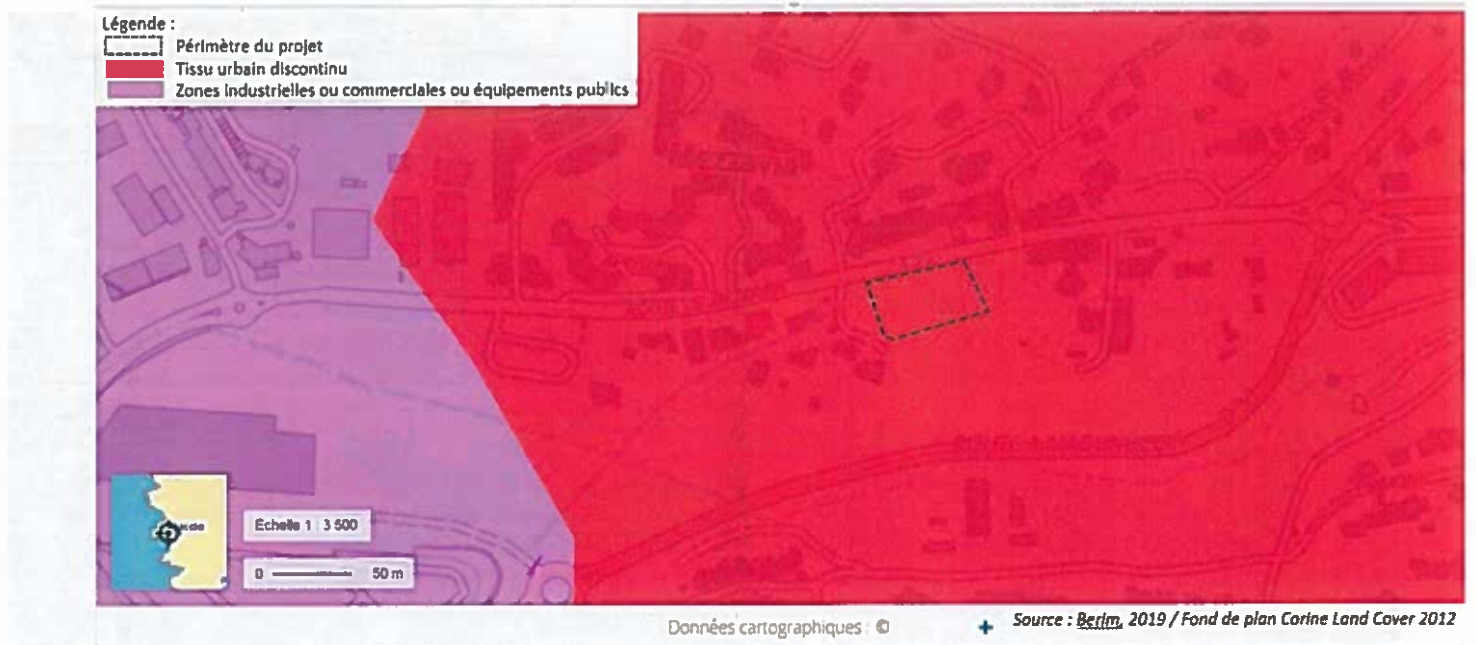 Légende :
Périmètre du projet
Tissu urbain discontinu
Zones industrielles ou commerciales ou équipements publics
Echelle 1 : 3 500
0 50 m
Données cartographiques : ©
Source : Berim, 2019 / Fond de plan Corine Land Cover 2012